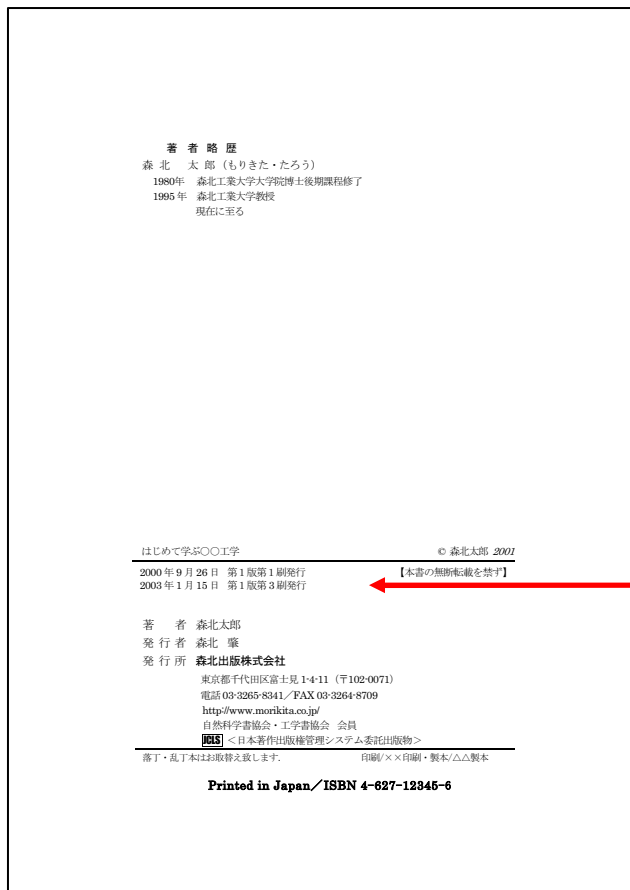 著者略歴
森北 太郎（もりきた・たろう）
1980年 森北工業大学大学院博士後期課程修了
1995年 森北工業大学教授
現在に至る
はじめて学ぶ○○工学 © 森北太郎 2001
2000年9月26日 第1版第1刷発行 【本書の無断転載を禁ず】
2003年1月15日 第1版第3刷発行
著者 森北太郎
発行者 森北 肇
発行所 森北出版株式会社
東京都千代田区富士見1-4-11（〒102-0071）
電話03-3265-8341／FAX03-3264-8709
http://www.morikita.co.jp/
自然科学書協会・工学書協会 会員
JCLS ＜日本著作出版権管理システム委託出版物＞
落丁・乱丁本はお取替え致します. 印刷/××印刷・製本/△△製本
Printed in Japan／ISBN 4-627-12345-6